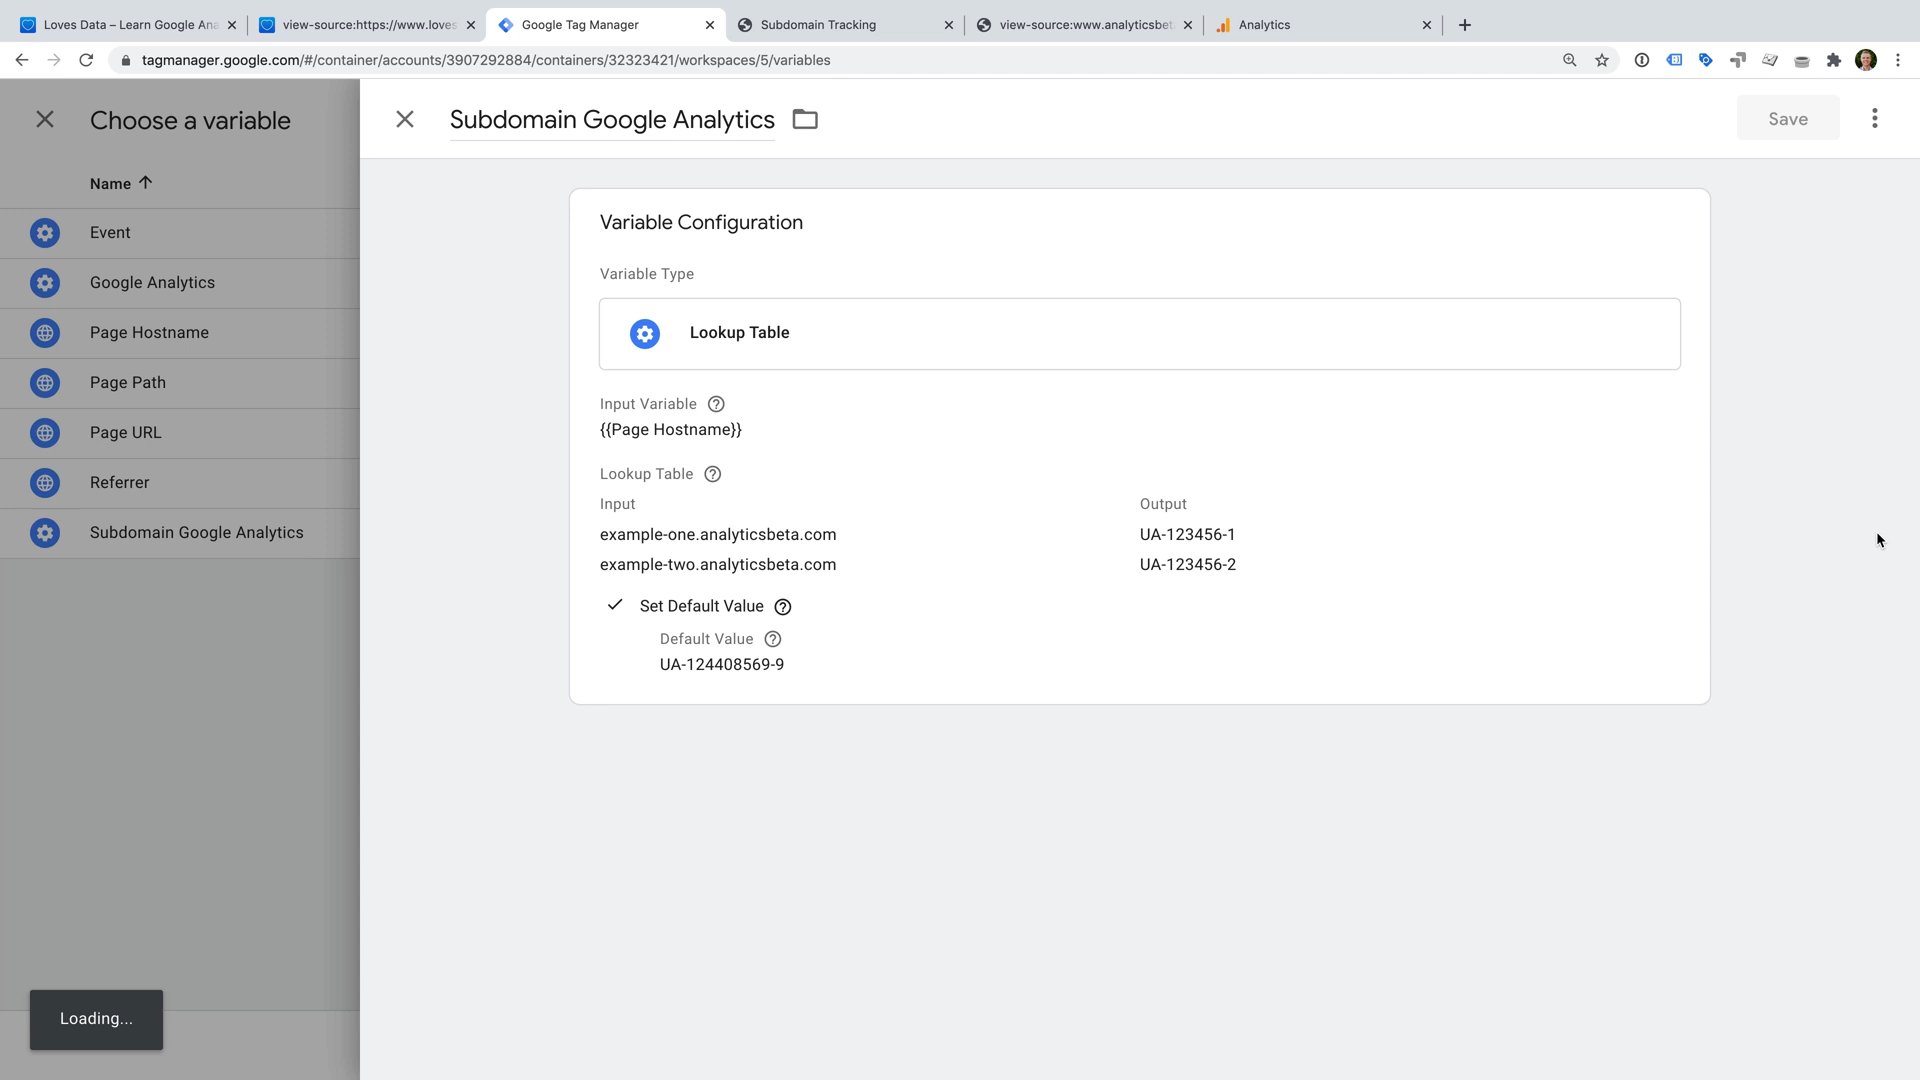 Loves Data – Learn Google Ana
view-source:https://www.loves
Google Tag Manager
Subdomain Tracking
view-source:www.analyticsbet
Analytics
tagmanager.google.com/#/container/accounts/3907292884/containers/32323421/workspaces/5/variables
Choose a variable
Subdomain Google Analytics
Save
Name
Event
Google Analytics
Page Hostname
Page Path
Page URL
Referrer
Subdomain Google Analytics
Variable Configuration
Variable Type
Lookup Table
Input Variable
{{Page Hostname}}
Lookup Table
Input Output
example-one.analyticsbeta.com UA-123456-1
example-two.analyticsbeta.com UA-123456-2
Set Default Value
Default Value
UA-124408569-9
Loading...